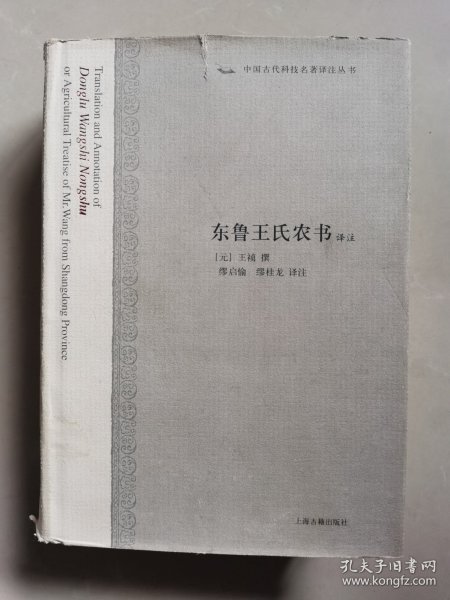 中国古代科技名著译注丛书
Translation and Annotation of
Donglu Wangshi Nongshu
or Agricultural Treatise of Mr. Wang from Shangdong Province
东鲁王氏农书 译注
[元] 王祯 撰
缪启愉 缪桂龙 译注
上海古籍出版社
孔夫子旧书网
www.kongfz.com